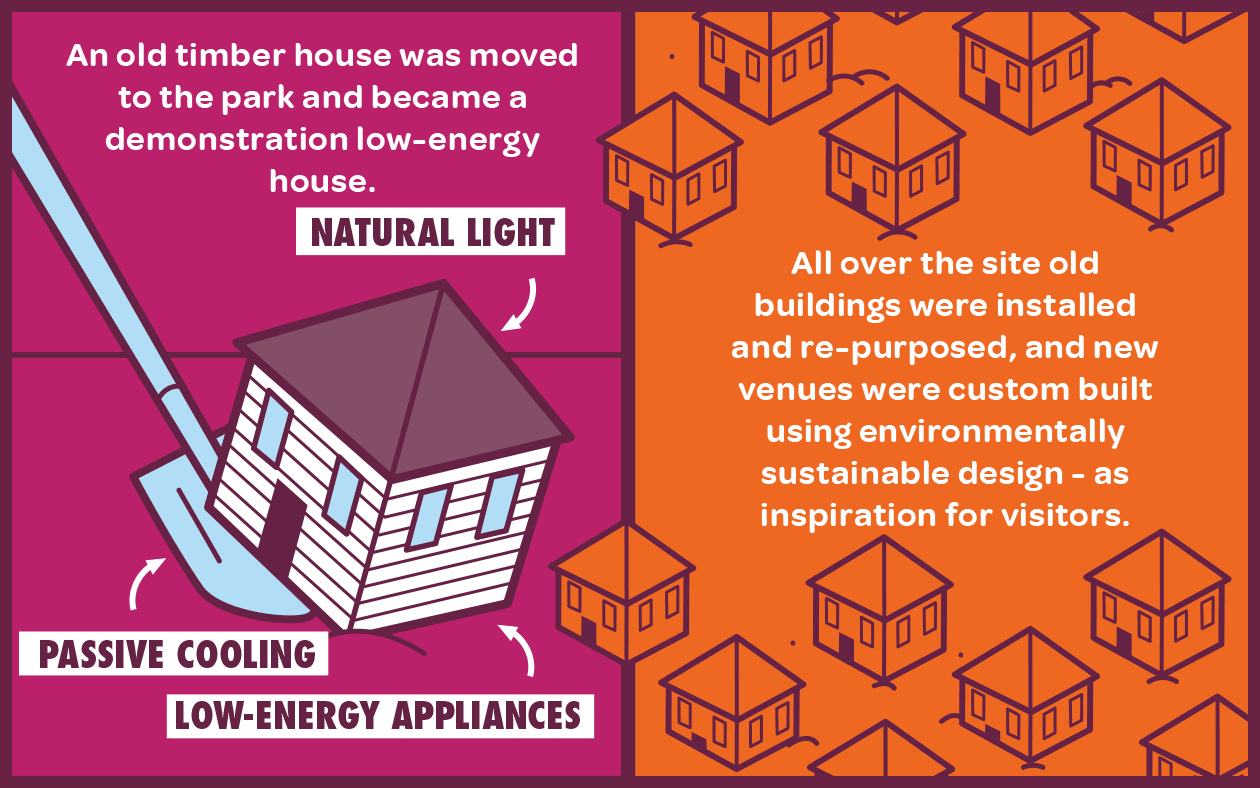 An old timber house was moved
to the park and became a
demonstration low-energy
house.
NATURAL LIGHT
PASSIVE COOLING
LOW-ENERGY APPLIANCES
All over the site old
buildings were installed
and re-purposed, and new
venues were custom built
using environmentally
sustainable design - as
inspiration for visitors.